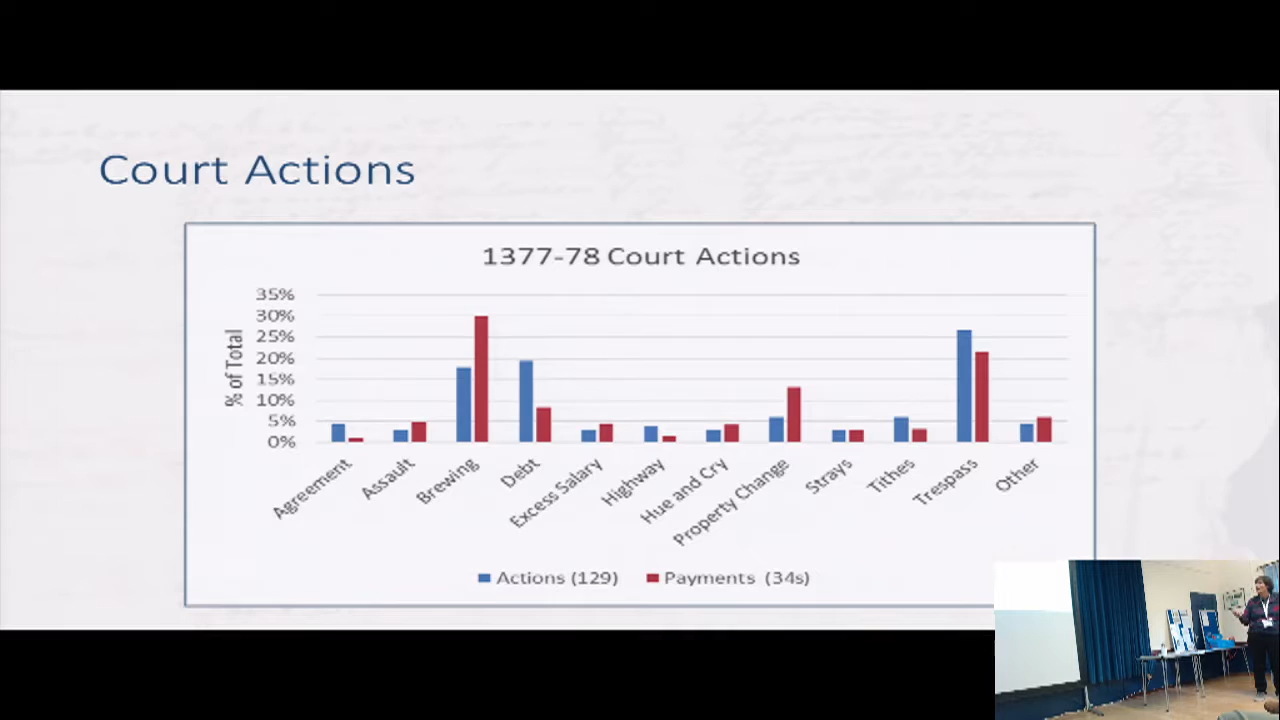 Court Actions
1377-78 Court Actions
% of Total
35%
30%
25%
20%
15%
10%
5%
0%
Agreement
Assault
Brewing
Debt
Excess Salary
Highway
Hue and Cry
Property Change
Strays
Tithes
Trespass
Other
Actions (129)
Payments (34s)